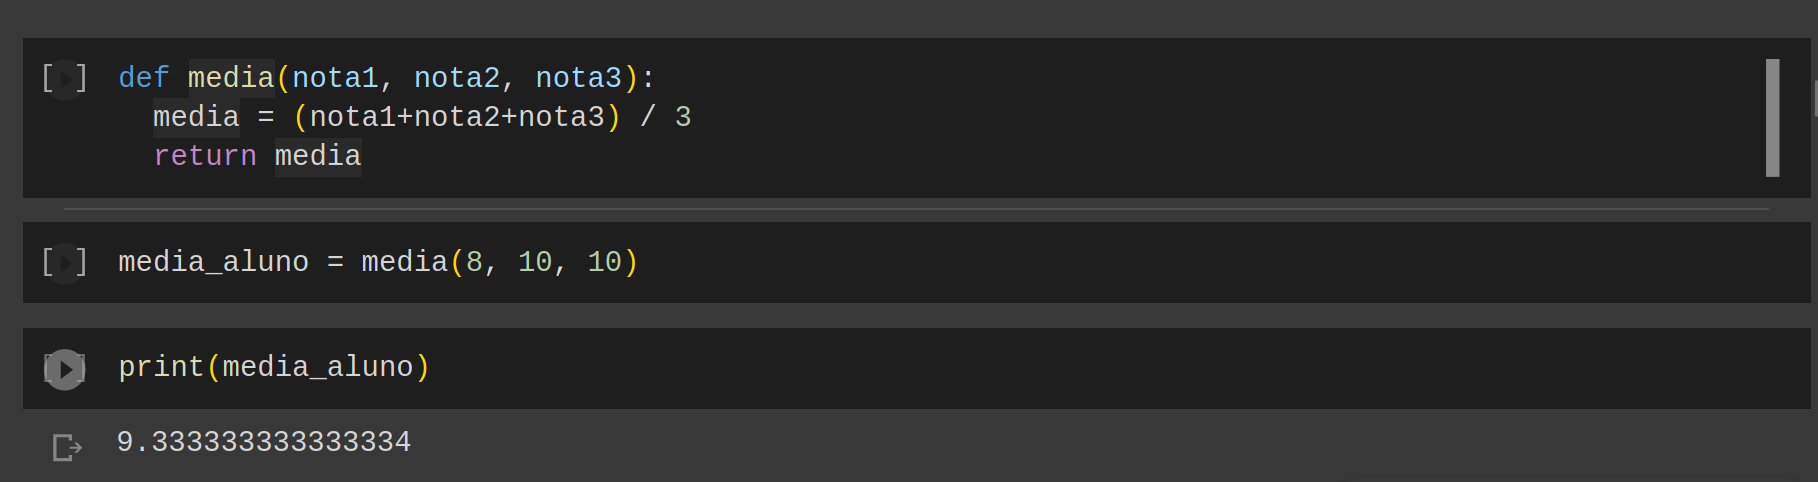 [ ] def media(nota1, nota2, nota3):
  media = (nota1+nota2+nota3) / 3
  return media
[ ] media_aluno = media(8, 10, 10)
[ ] print(media_aluno)
9.333333333333334